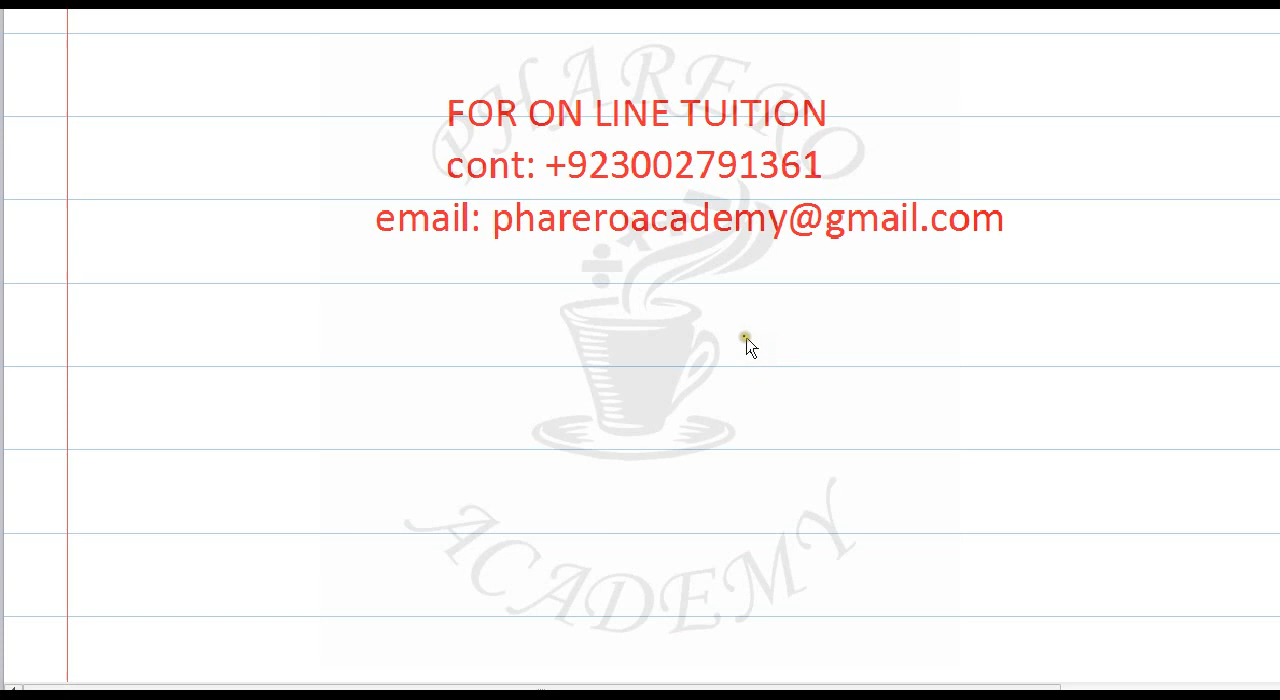 PHARERO
FOR ON LINE TUITION
cont: +923002791361
email: phareroacademy@gmail.com
ACADEMY